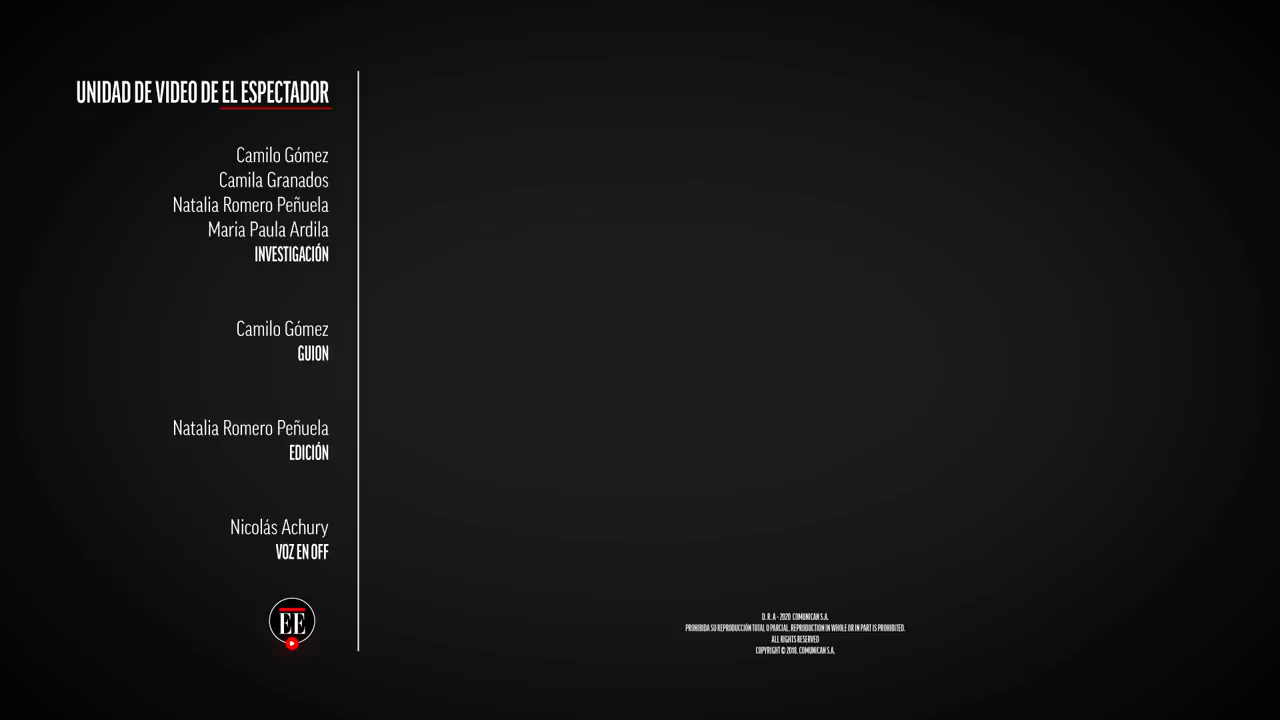 UNIDAD DE VIDEO DE EL ESPECTADOR
Camilo Gómez
Camila Granados
Natalia Romero Peñuela
Maria Paula Ardila
INVESTIGACIÓN
Camilo Gómez
GUION
Natalia Romero Peñuela
EDICIÓN
Nicolás Achury
VOZ EN OFF
EE
D. R. A - 2020 COMUNICAN S.A.
PROHIBIDA SU REPRODUCCIÓN TOTAL O PARCIAL. REPRODUCTION IN WHOLE OR IN PART IS PROHIBITED.
ALL RIGHTS RESERVED
COPYRIGHT © 2018. COMUNICAN S.A.